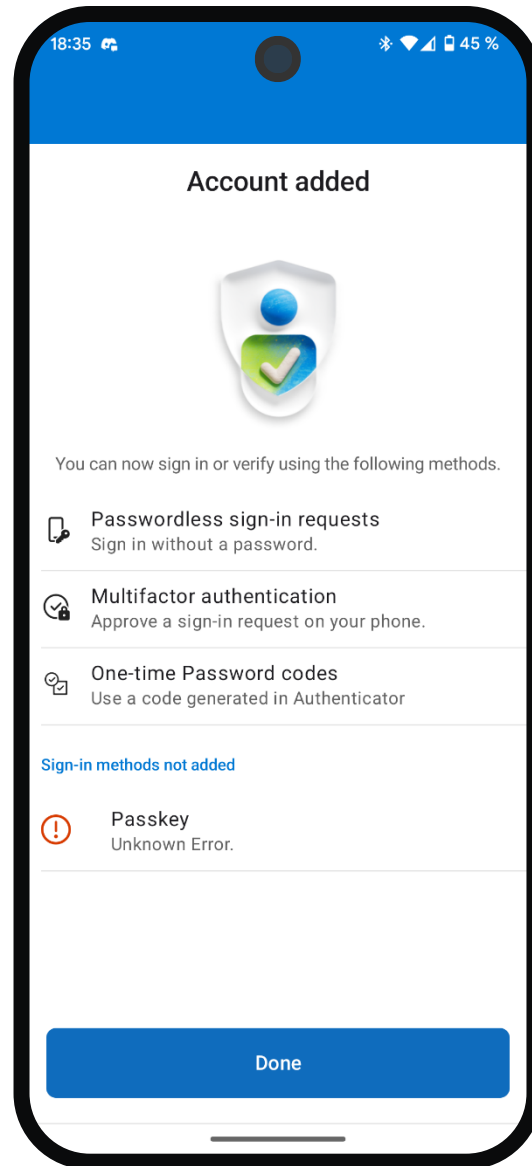 18:35 45 %
Account added
You can now sign in or verify using the following methods.
Passwordless sign-in requests
Sign in without a password.
Multifactor authentication
Approve a sign-in request on your phone.
One-time Password codes
Use a code generated in Authenticator
Sign-in methods not added
Passkey
Unknown Error.
Done